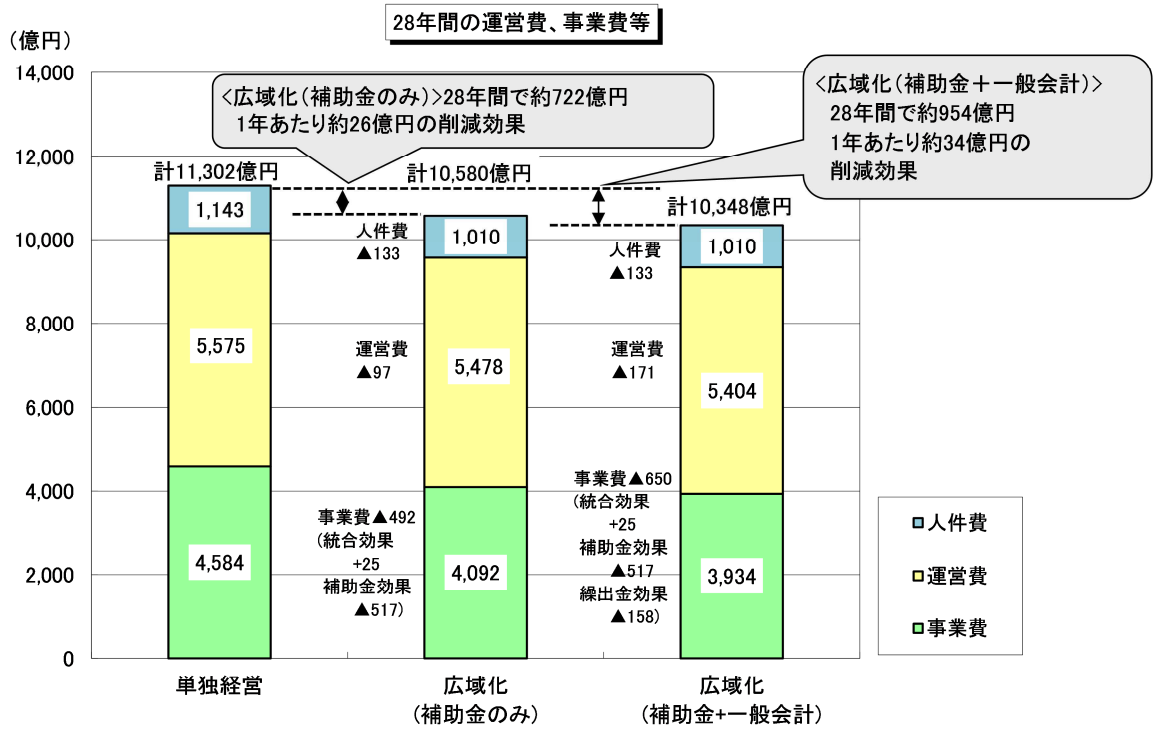 28年間の運営費、事業費等
(億円)
14,000
12,000
10,000
8,000
6,000
4,000
2,000
0
<広域化(補助金のみ)>28年間で約722億円
1年あたり約26億円の削減効果
<広域化(補助金＋一般会計)>
28年間で約954億円
1年あたり約34億円の
削減効果
計11,302億円
1,143
5,575
4,584
計10,580億円
人件費
▲133
1,010
運営費
▲97
5,478
事業費▲492
(統合効果
+25
補助金効果
▲517)
4,092
計10,348億円
人件費
▲133
1,010
運営費
▲171
5,404
事業費▲650
(統合効果
+25
補助金効果
▲517
繰出金効果
▲158)
3,934
人件費
運営費
事業費
単独経営
広域化
(補助金のみ)
広域化
(補助金+一般会計)